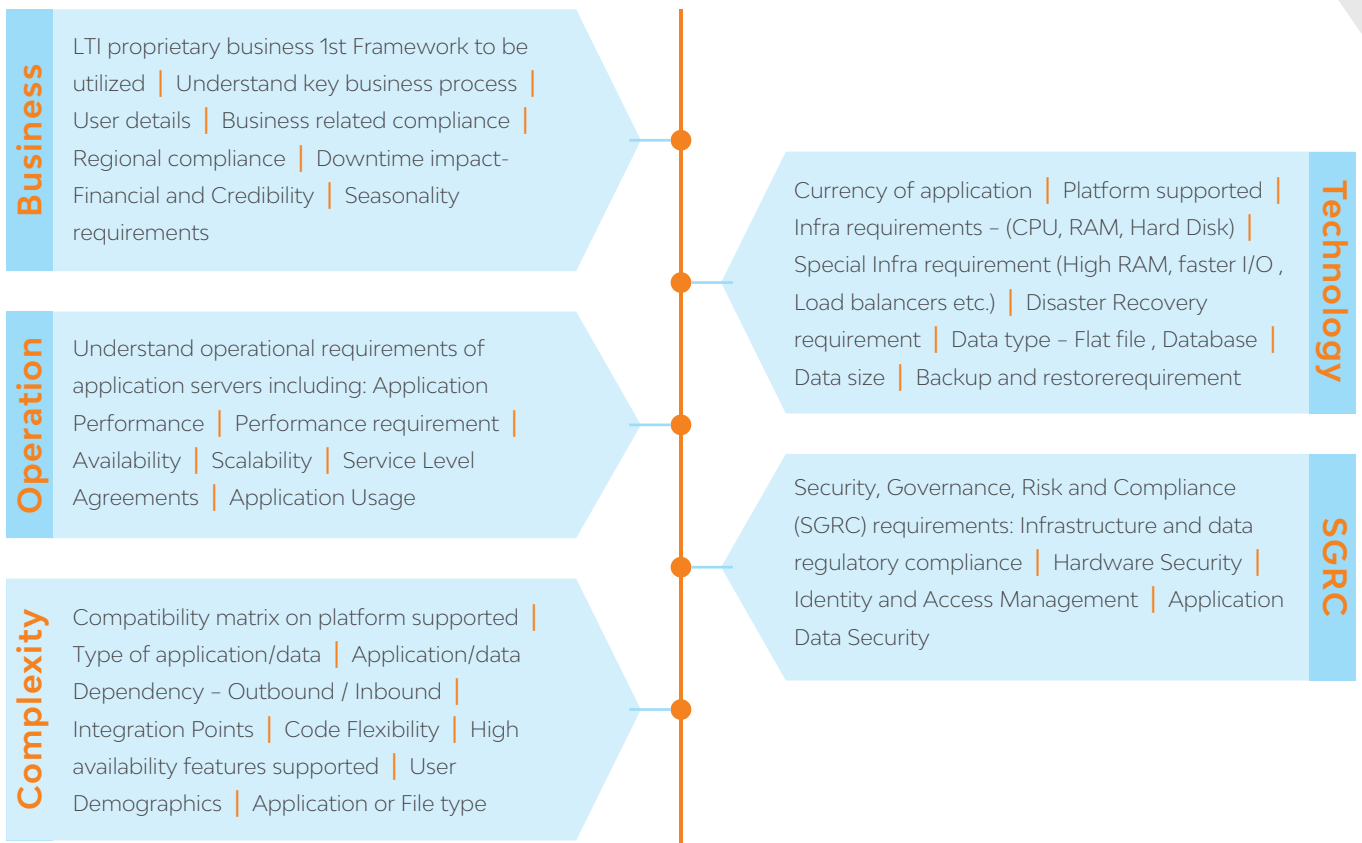 Business
LTI proprietary business 1st Framework to be
utilized | Understand key business process |
User details | Business related compliance |
Regional compliance | Downtime impact-
Financial and Credibility | Seasonality
requirements
Technology
Currency of application | Platform supported |
Infra requirements – (CPU, RAM, Hard Disk) |
Special Infra requirement (High RAM, faster I/O ,
Load balancers etc.) | Disaster Recovery
requirement | Data type – Flat file , Database |
Data size | Backup and restorerequirement
Operation
Understand operational requirements of
application servers including: Application
Performance | Performance requirement |
Availability | Scalability | Service Level
Agreements | Application Usage
SGRC
Security, Governance, Risk and Compliance
(SGRC) requirements: Infrastructure and data
regulatory compliance | Hardware Security |
Identity and Access Management | Application
Data Security
Complexity
Compatibility matrix on platform supported |
Type of application/data | Application/data
Dependency – Outbound / Inbound |
Integration Points | Code Flexibility | High
availability features supported | User
Demographics | Application or File type